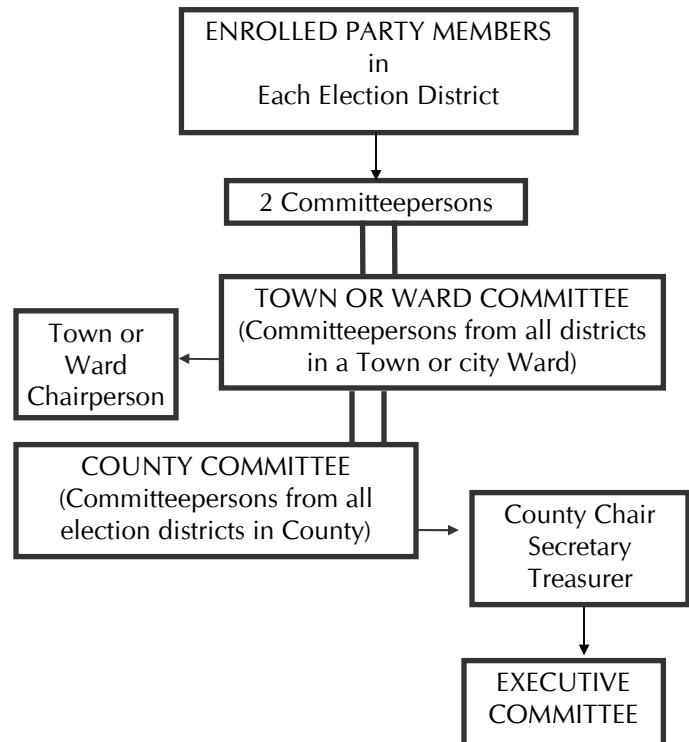 ENROLLED PARTY MEMBERS
in
Each Election District
2 Committeepersons
TOWN OR WARD COMMITTEE
(Committeepersons from all districts
in a Town or city Ward)
Town or
Ward
Chairperson
COUNTY COMMITTEE
(Committeepersons from all
election districts in County)
County Chair
Secretary
Treasurer
EXECUTIVE
COMMITTEE